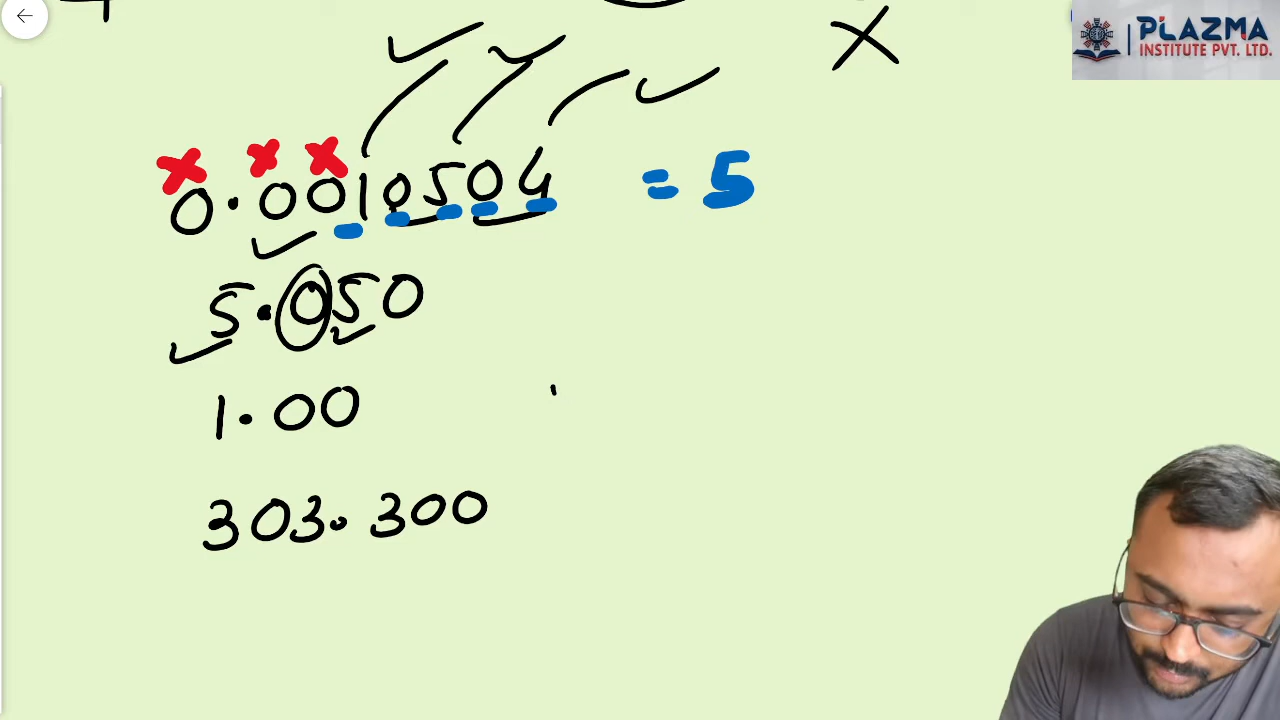 PLAZMA
INSTITUTE PVT. LTD.
0.0010504 = 5
5.050
1.00
303.300